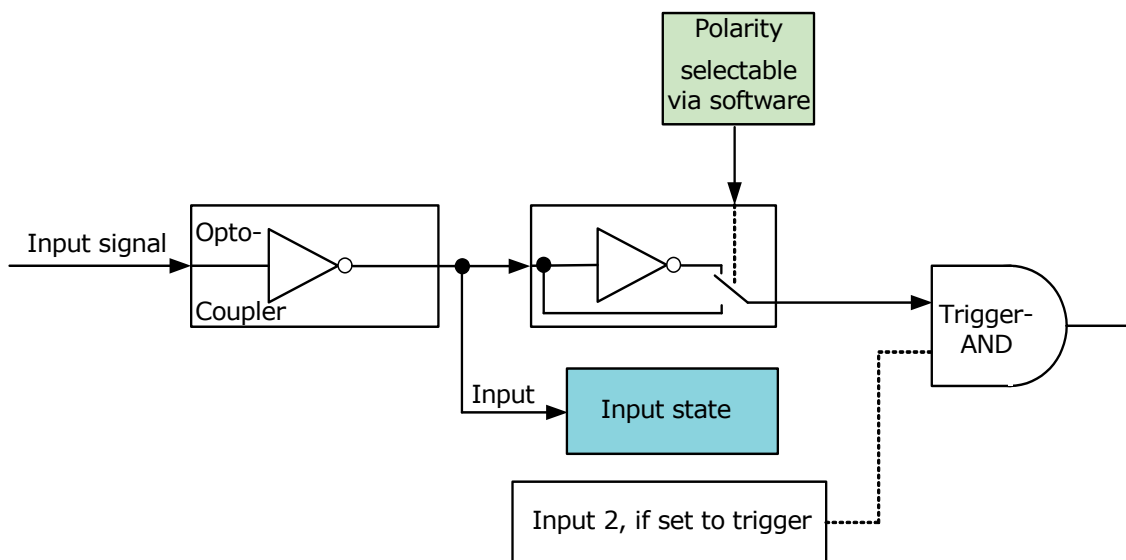 Polarity
selectable
via software
Input signal
Opto-
Coupler
Trigger-
AND
Input
Input state
Input 2, if set to trigger